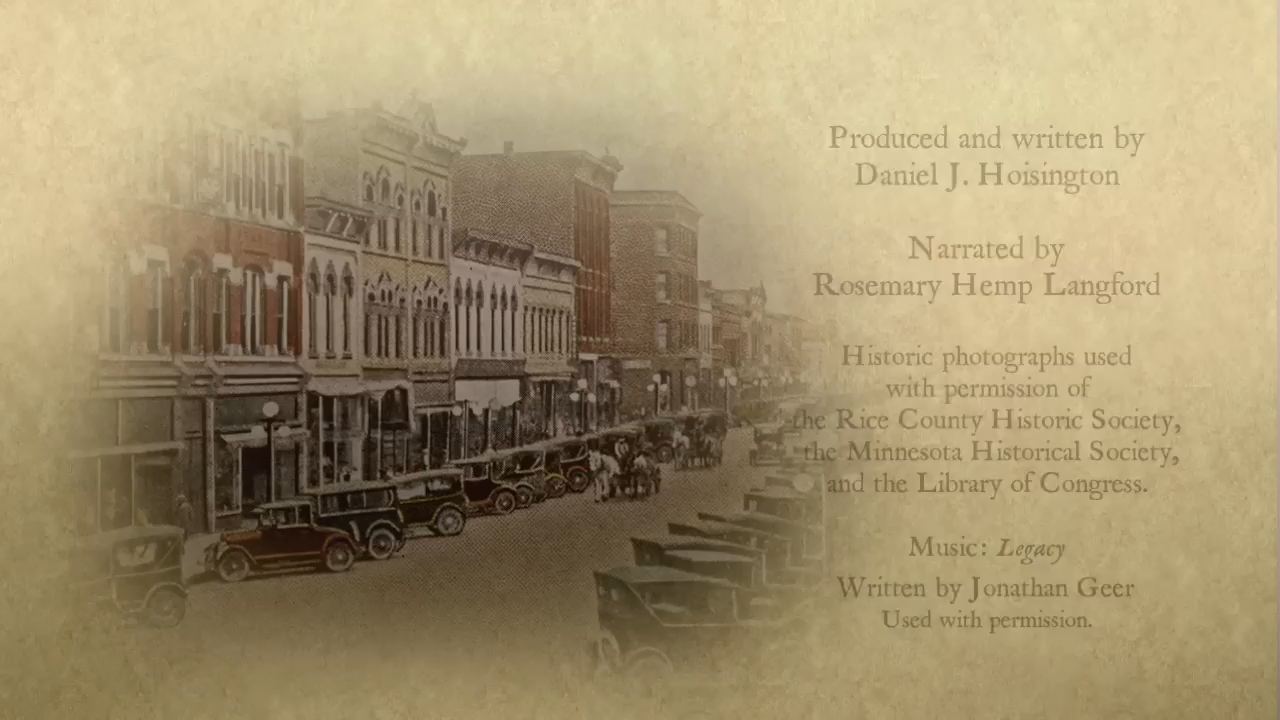 Produced and written by
Daniel J. Hoisington
Narrated by
Rosemary Hemp Langford
Historic photographs used
with permission of
the Rice County Historic Society,
the Minnesota Historical Society,
and the Library of Congress.
Music: Legacy
Written by Jonathan Geer
Used with permission.